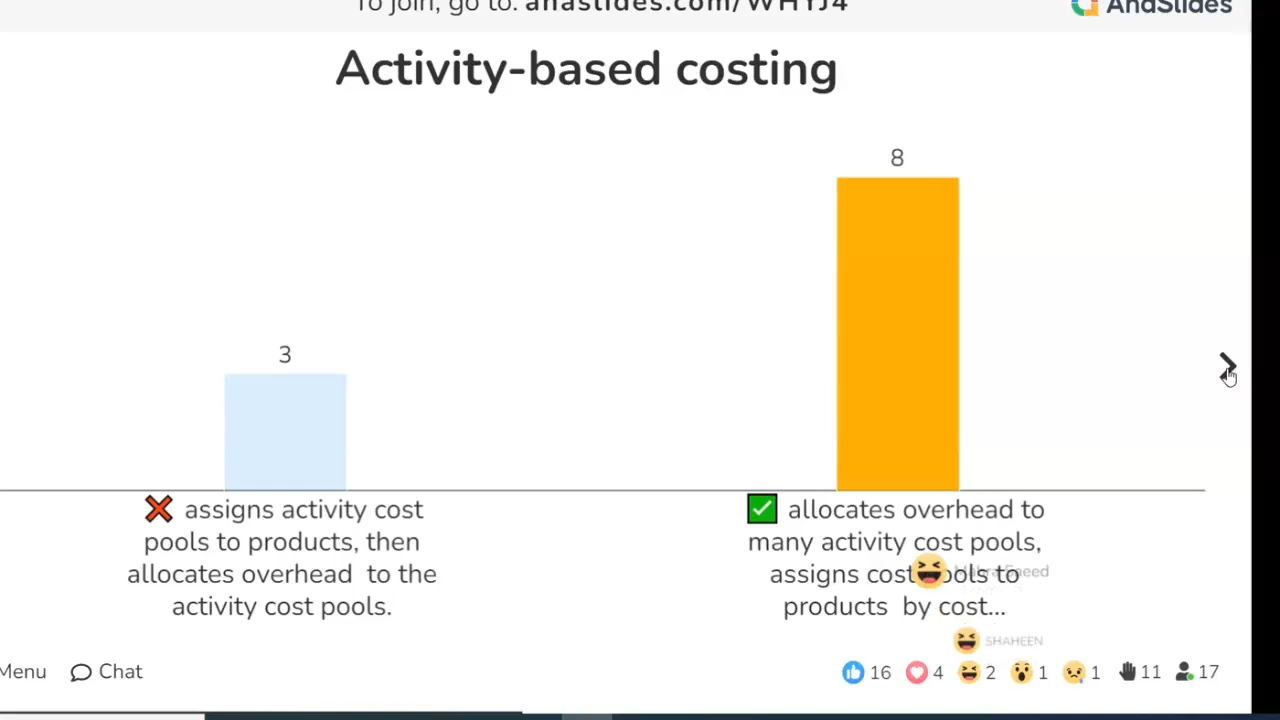 To join, go to: ahaslides.com/WHYJ4
AhaSlides
Activity-based costing
8
3
❌ assigns activity cost
pools to products, then
allocates overhead to the
activity cost pools.
✅ allocates overhead to
many activity cost pools,
assigns cost pools to
products by cost...
Saeed
SHAHEEN
Menu
Chat
16
4
2
1
1
11
17